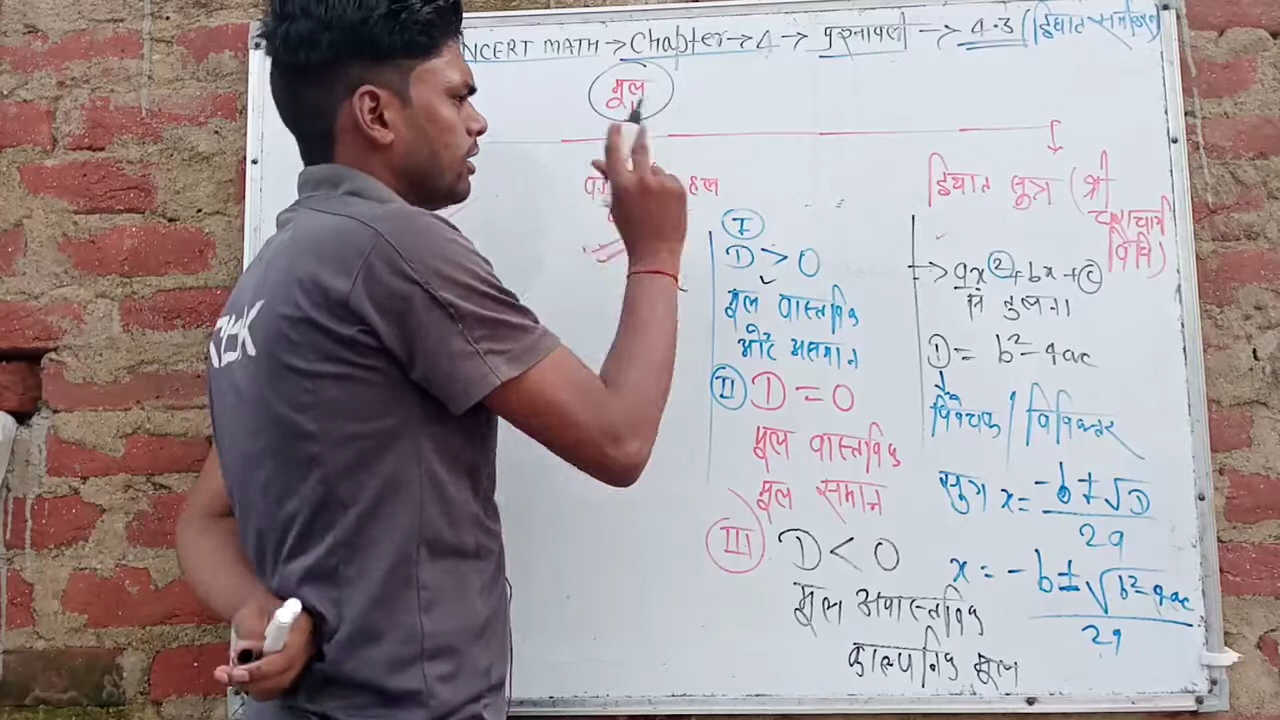 NCERT MATH → Chapter → 4 → प्रश्नावली → 4.3 (द्विघात समीकरण)
मूल
हल
द्विघात सूत्र (श्री
धराचार्य
विधि)
I
D > 0
मूल वास्तविक
और असमान
II D = 0
मूल वास्तविक
मूल समान
III D < 0
मूल अवास्तविक
काल्पनिक मूल
→ ax²+bx+c
से तुलना
D = b²-4ac
विवेचक / विविक्तकर
सूत्र x = -b ± √D / 2a
x = -b ± √b²-4ac / 2a